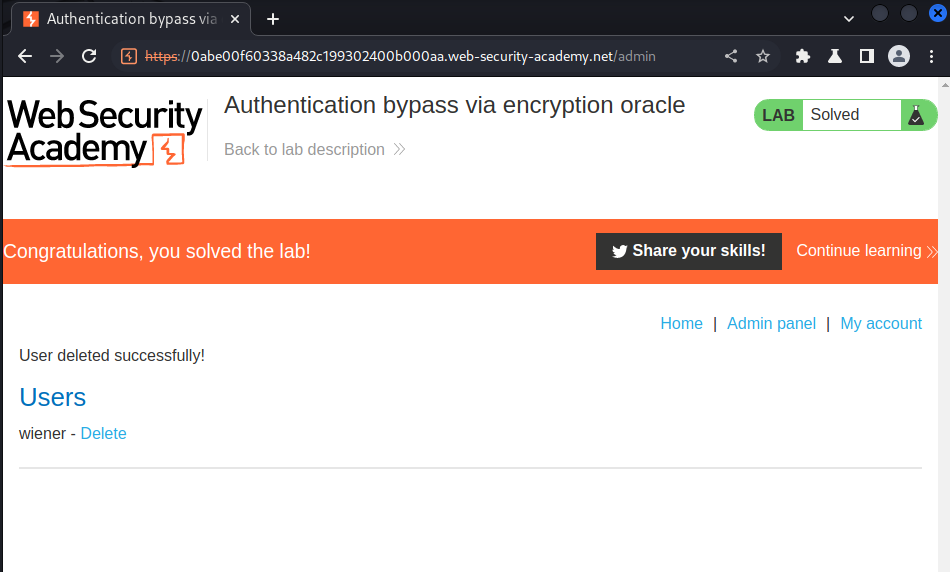 Authentication bypass via
https://0abe00f60338a482c199302400b000aa.web-security-academy.net/admin
Web Security
Academy
Authentication bypass via encryption oracle
Back to lab description
LAB Solved
Congratulations, you solved the lab!
Share your skills!
Continue learning
Home | Admin panel | My account
User deleted successfully!
Users
wiener - Delete